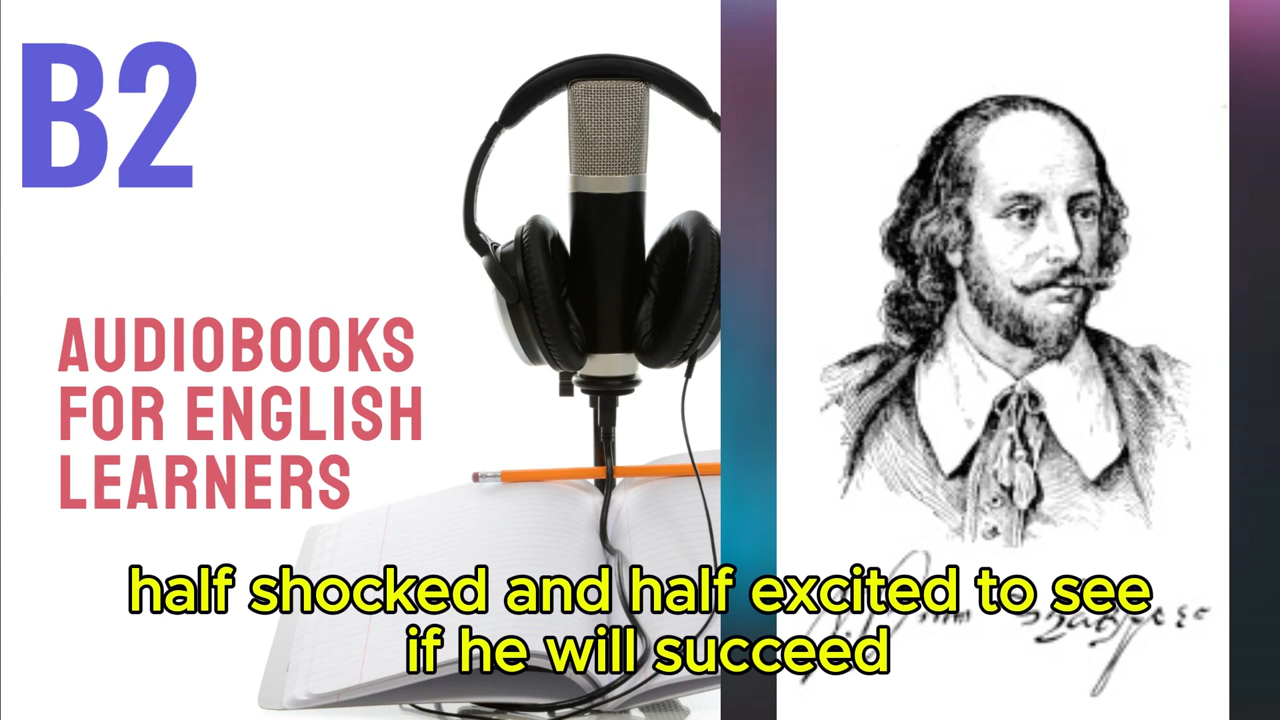 B2
AUDIOBOOKS
FOR ENGLISH
LEARNERS
half shocked and half excited to see
if he will succeed